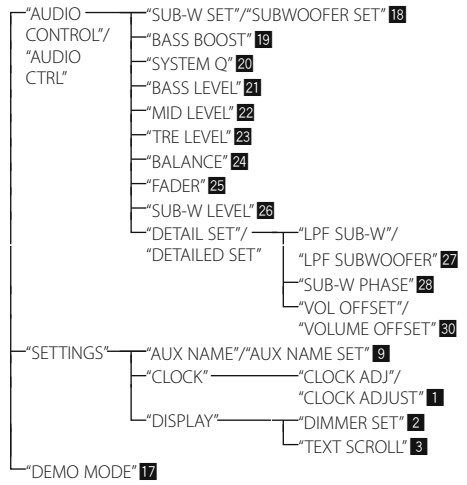 “AUDIO CONTROL”/ “AUDIO CTRL”
“SUB-W SET”/“SUBWOOFER SET” 18
“BASS BOOST” 19
“SYSTEM Q” 20
“BASS LEVEL” 21
“MID LEVEL” 22
“TRE LEVEL” 23
“BALANCE” 24
“FADER” 25
“SUB-W LEVEL” 26
“DETAIL SET”/
“DETAILED SET”
“LPF SUB-W”/
“LPF SUBWOOFER” 27
“SUB-W PHASE” 28
“VOL OFFSET”/
“VOLUME OFFSET” 30
“SETTINGS”
“AUX NAME”/“AUX NAME SET” 9
“CLOCK”
“CLOCK ADJ”/
“CLOCK ADJUST” 1
“DISPLAY”
“DIMMER SET” 2
“TEXT SCROLL” 3
“DEMO MODE” 17